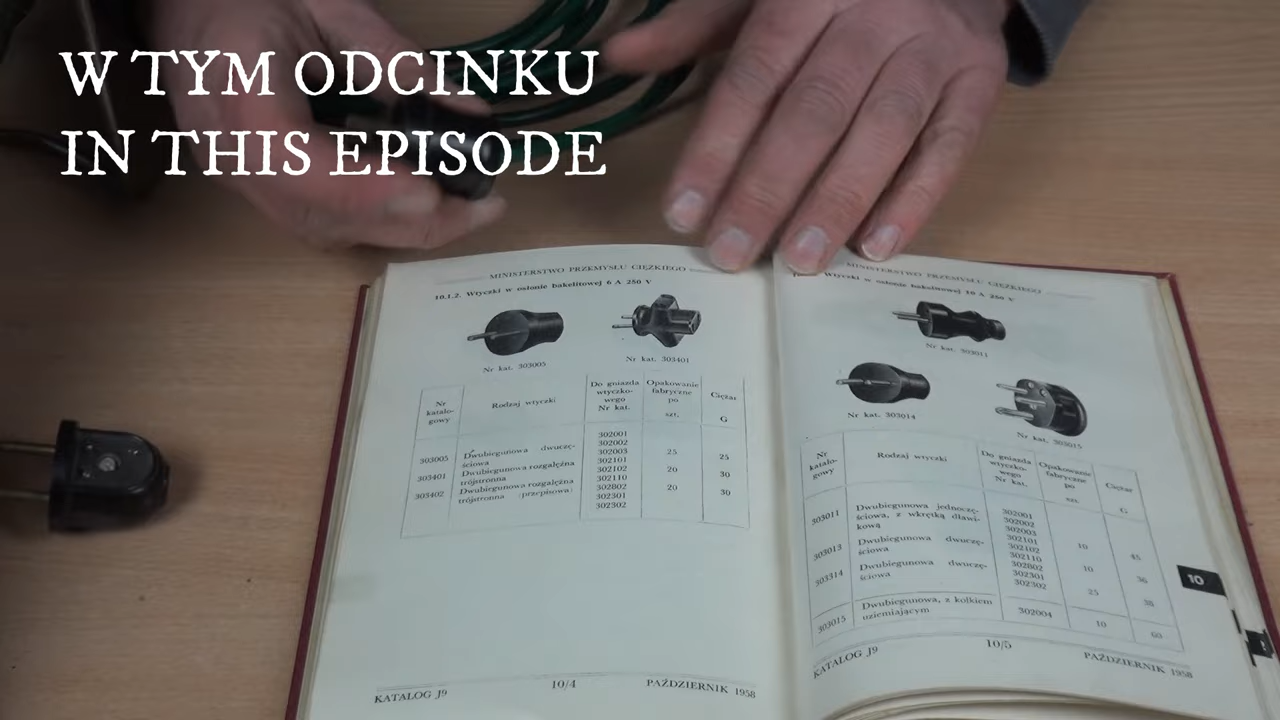 W TYM ODCINKU
IN THIS EPISODE
MINISTERSTWO PRZEMYSŁU CIĘŻKIEGO
10.1.2. Wtyczki w osłonie bakelitowej 6 A 250 V
Nr kat. 303005
Nr kat. 303401
Nr
katalo-
gowy
Rodzaj wtyczki
Do gniazda
wtyczko-
wego
Nr kat.
Opakowanie
fabryczne
po
szt.
Ciężar
G
303005
Dwubiegunowa dwuczę-
ściowa
303401
Dwubiegunowa rozgałęźna
trójstronna
303402
Dwubiegunowa rozgałęźna
trójstronna
302001
302002
302003
302101
302102
302110
302802
302301
302302
25
20
20
25
30
30
KATALOG J9
10/4
PAŹDZIERNIK 1958
MINISTERSTWO PRZEMYSŁU CIĘŻKIEGO
Wtyczki w osłonie bakelitowej 10 A 250 V
Nr kat. 303011
Nr kat. 303014
Nr kat. 303015
Nr
katalo-
gowy
Rodzaj wtyczki
Do gniazda
wtyczko-
wego
Nr kat.
Opakowanie
fabryczne
po
szt.
Ciężar
G
303011
Dwubiegunowa jednoczę-
ściowa, z wkrętką dławi-
kową
303013
Dwubiegunowa dwuczę-
ściowa
303314
Dwubiegunowa dwuczę-
ściowa
302001
302002
302003
302101
302102
302110
302802
302301
302302
10
10
25
45
36
38
303015
Dwubiegunowa, z kołkiem
uziemiającym
302004
10
60
10
KATALOG J9
10/5
PAŹDZIERNIK 1958